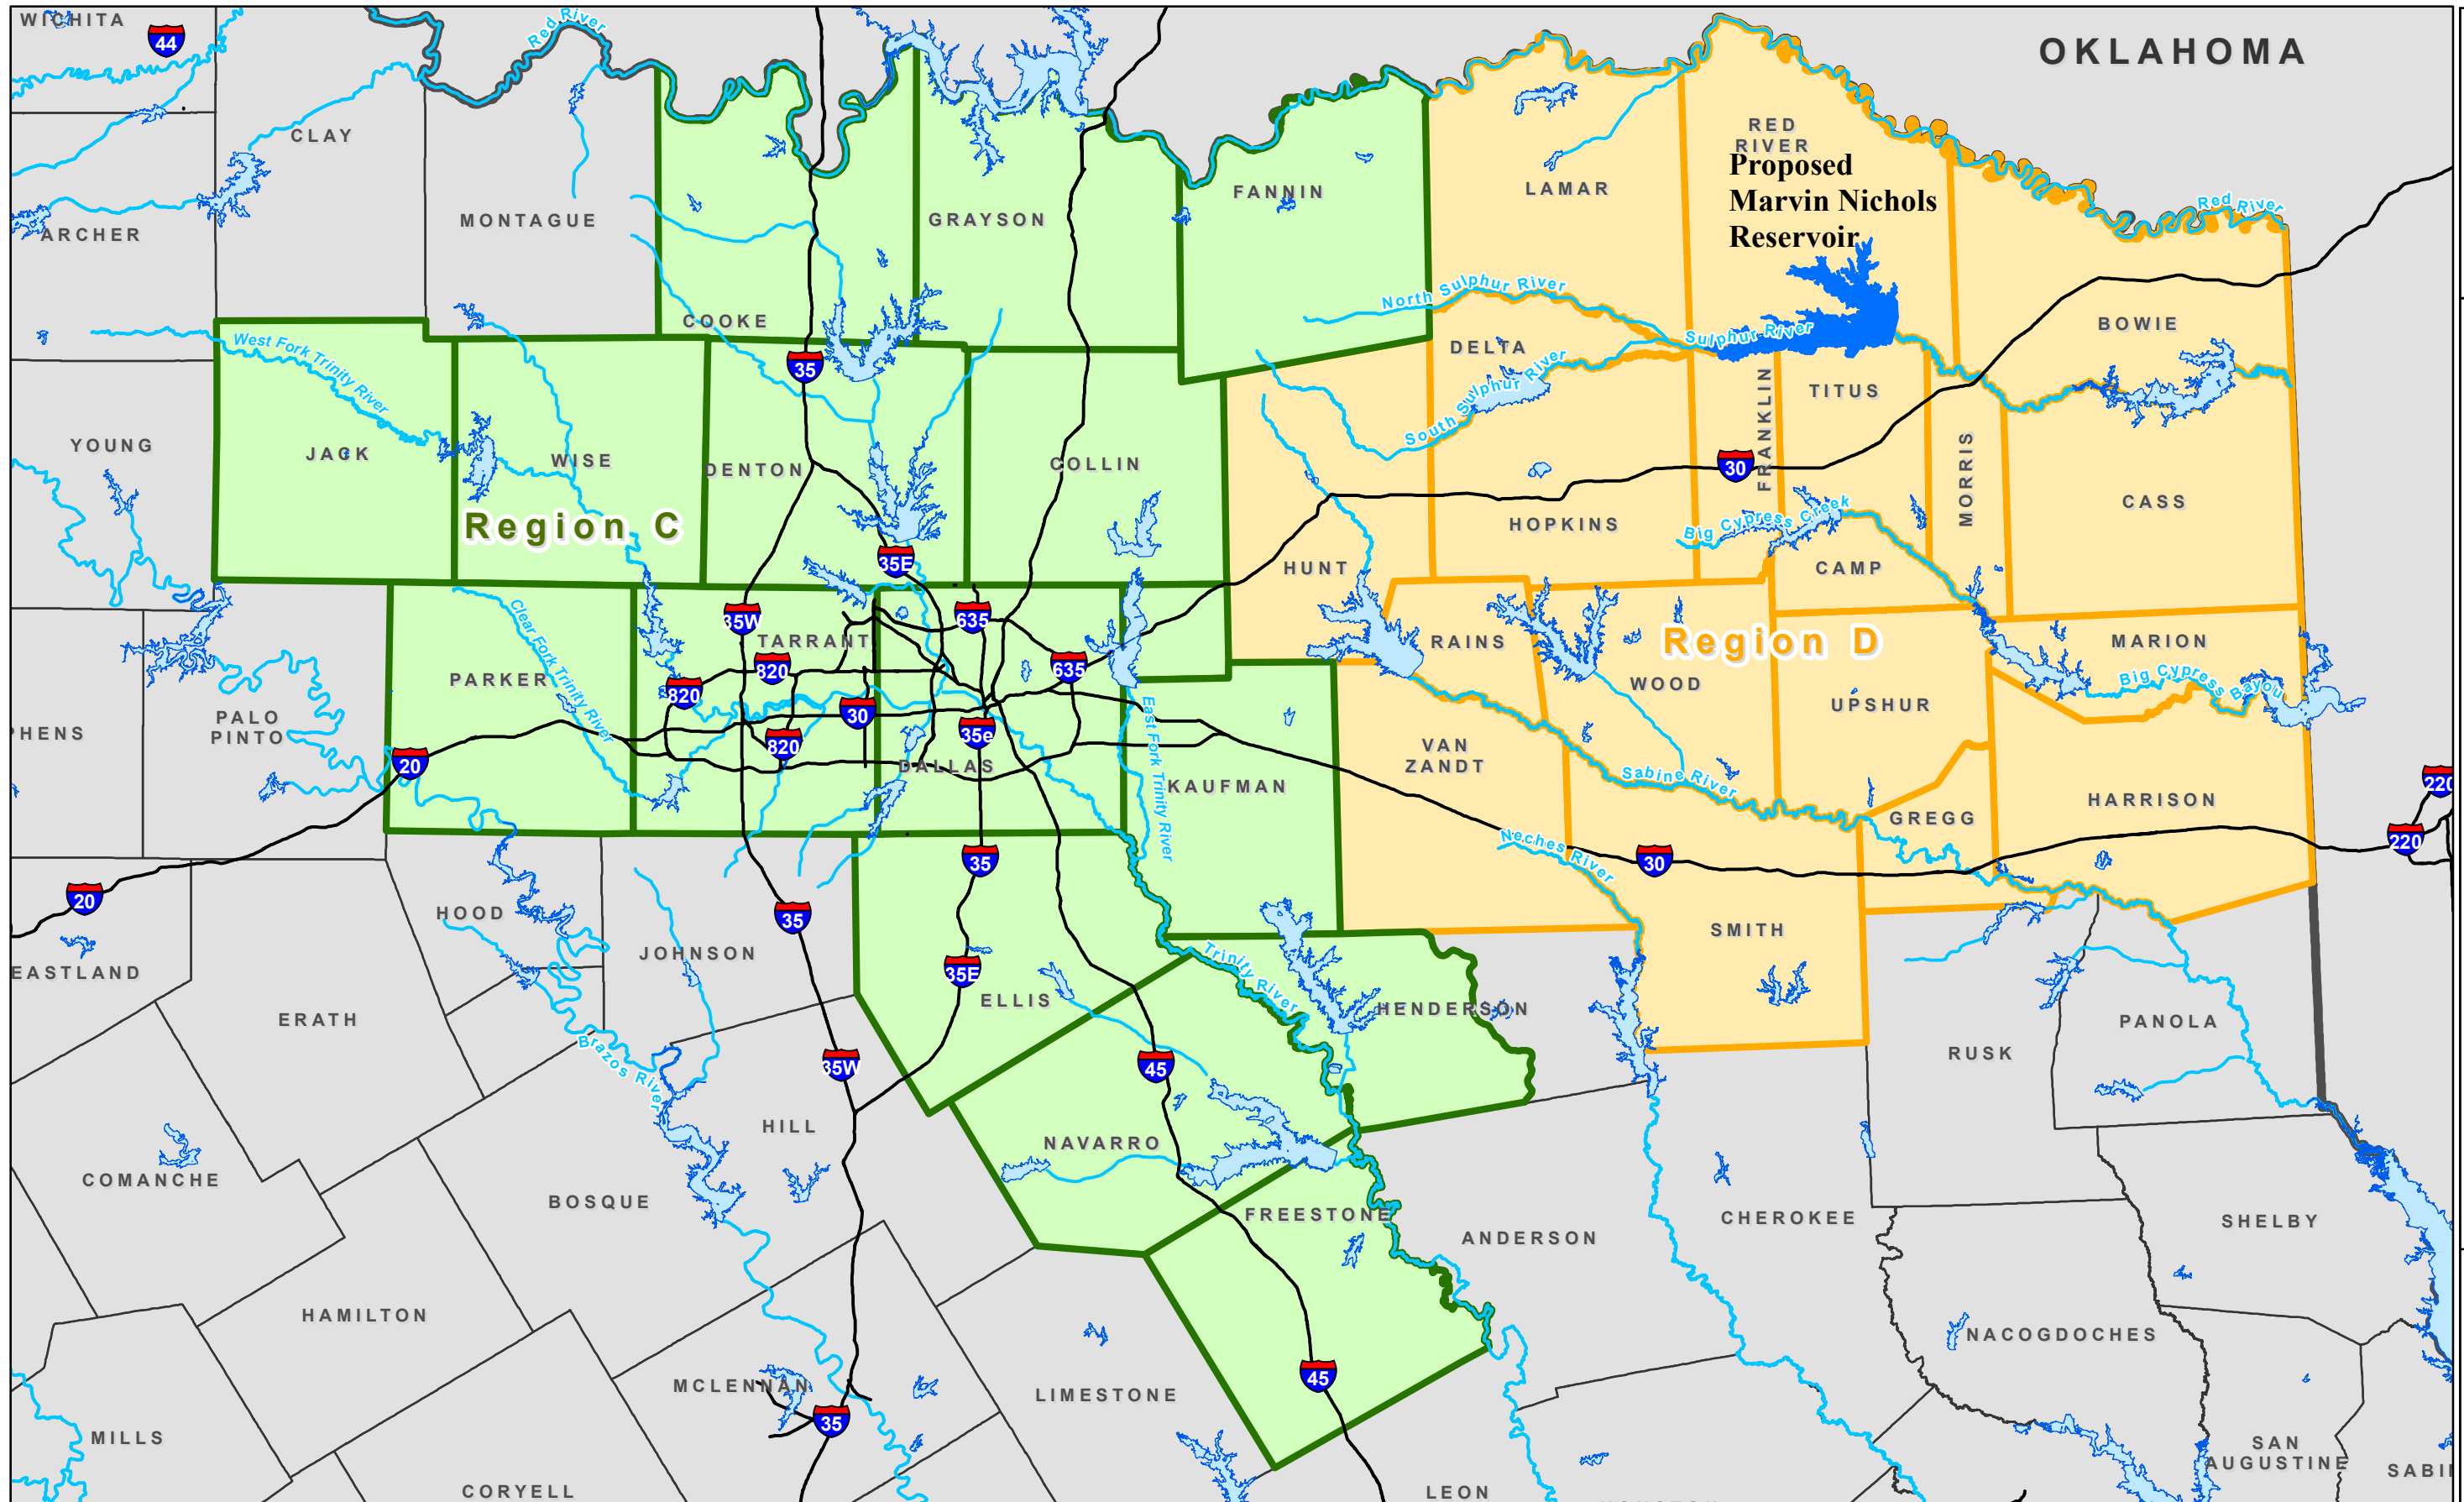 WICHITA
44
Red River
OKLAHOMA
CLAY
RED
RIVER
Proposed
Marvin Nichols
Reservoir
MONTAGUE
GRAYSON
FANNIN
LAMAR
Red River
ARCHER
COOKE
North Sulphur River
Sulphur River
BOWIE
West Fork Trinity River
35
DELTA
South Sulphur River
FRANKLIN
TITUS
YOUNG
JACK
WISE
DENTON
COLLIN
30
MORRIS
CASS
Region C
HOPKINS
Big Cypress Creek
35E
HUNT
CAMP
Clear Fork Trinity River
35W
635
TARRANT
820
635
RAINS
Region D
MARION
PARKER
820
WOOD
Big Cypress Bayou
PALO
PINTO
30
UPSHUR
PHENS
820
35e
East Fork Trinity River
VAN
ZANDT
20
DALLAS
KAUFMAN
Sabine River
220
HARRISON
GREGG
Neches River
220
35
30
20
HOOD
35
JOHNSON
SMITH
EASTLAND
35E
Trinity River
ELLIS
HENDERSON
ERATH
PANOLA
Brazos River
35W
45
RUSK
HILL
NAVARRO
COMANCHE
BOSQUE
FREESTONE
CHEROKEE
SHELBY
ANDERSON
HAMILTON
NACOGDOCHES
45
MCLENNAN
LIMESTONE
35
MILLS
SAN
AUGUSTINE
SABI
CORYELL
LEON